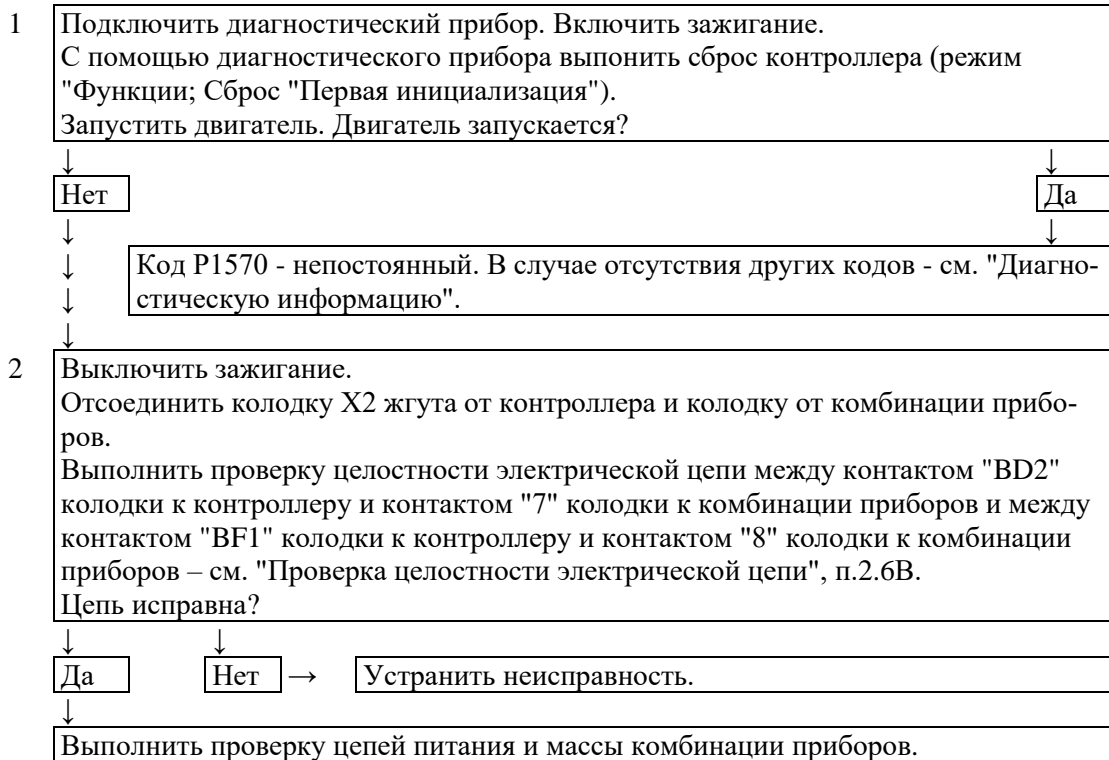 1 Подключить диагностический прибор. Включить зажигание.
С помощью диагностического прибора выпонить сброс контроллера (режим
"Функции; Сброс "Первая инициализация").
Запустить двигатель. Двигатель запускается?
↓ ↓
Нет Да
↓ ↓
↓ Код Р1570 - непостоянный. В случае отсутствия других кодов - см. "Диагно-
↓ стическую информацию".
↓
2 Выключить зажигание.
Отсоединить колодку X2 жгута от контроллера и колодку от комбинации прибо-
ров.
Выполнить проверку целостности электрической цепи между контактом "BD2"
колодки к контроллеру и контактом "7" колодки к комбинации приборов и между
контактом "BF1" колодки к контроллеру и контактом "8" колодки к комбинации
приборов – см. "Проверка целостности электрической цепи", п.2.6В.
Цепь исправна?
↓ ↓
Да Нет → Устранить неисправность.
↓
Выполнить проверку цепей питания и массы комбинации приборов.